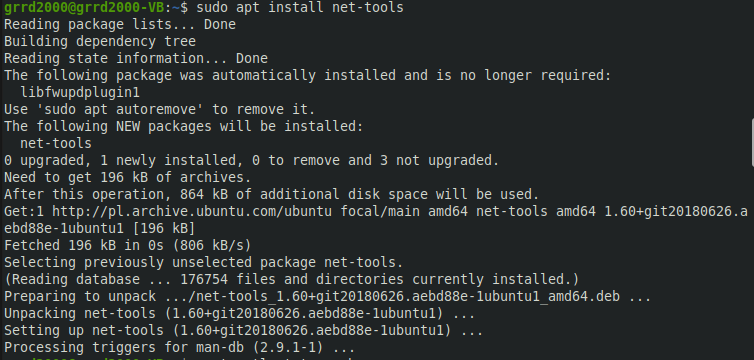 grrd2000@grrd2000-VB:~$ sudo apt install net-tools
Reading package lists... Done
Building dependency tree
Reading state information... Done
The following package was automatically installed and is no longer required:
  libfwupdplugin1
Use 'sudo apt autoremove' to remove it.
The following NEW packages will be installed:
  net-tools
0 upgraded, 1 newly installed, 0 to remove and 3 not upgraded.
Need to get 196 kB of archives.
After this operation, 864 kB of additional disk space will be used.
Get:1 http://pl.archive.ubuntu.com/ubuntu focal/main amd64 net-tools amd64 1.60+git20180626.a
ebd88e-1ubuntu1 [196 kB]
Fetched 196 kB in 0s (806 kB/s)
Selecting previously unselected package net-tools.
(Reading database ... 176754 files and directories currently installed.)
Preparing to unpack .../net-tools_1.60+git20180626.aebd88e-1ubuntu1_amd64.deb ...
Unpacking net-tools (1.60+git20180626.aebd88e-1ubuntu1) ...
Setting up net-tools (1.60+git20180626.aebd88e-1ubuntu1) ...
Processing triggers for man-db (2.9.1-1) ...